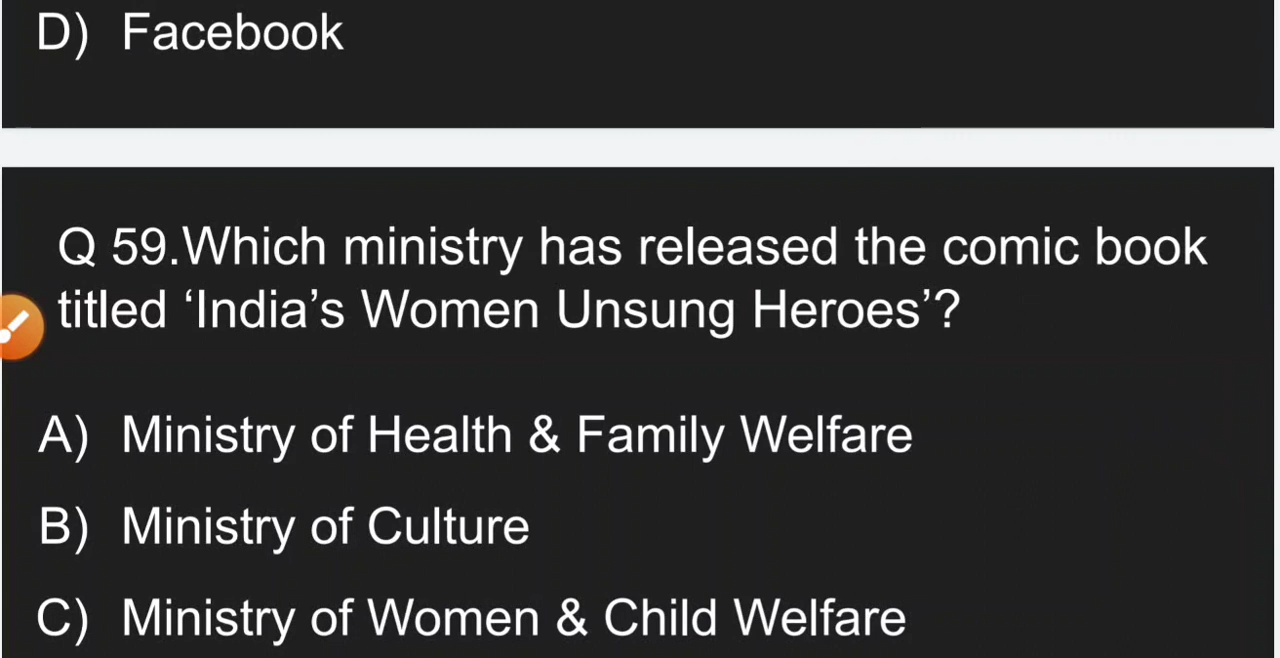 D) Facebook
Q 59.Which ministry has released the comic book
titled ‘India’s Women Unsung Heroes’?
A) Ministry of Health & Family Welfare
B) Ministry of Culture
C) Ministry of Women & Child Welfare